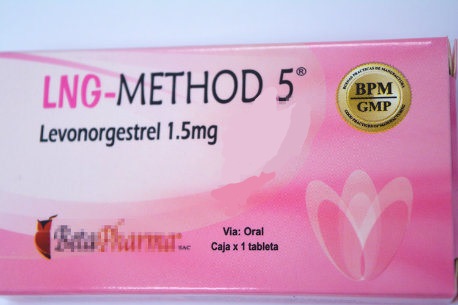 LNG-METHOD 5®
Levonorgestrel 1.5mg
BPM
GMP
Via: Oral
Caja x 1 tableta